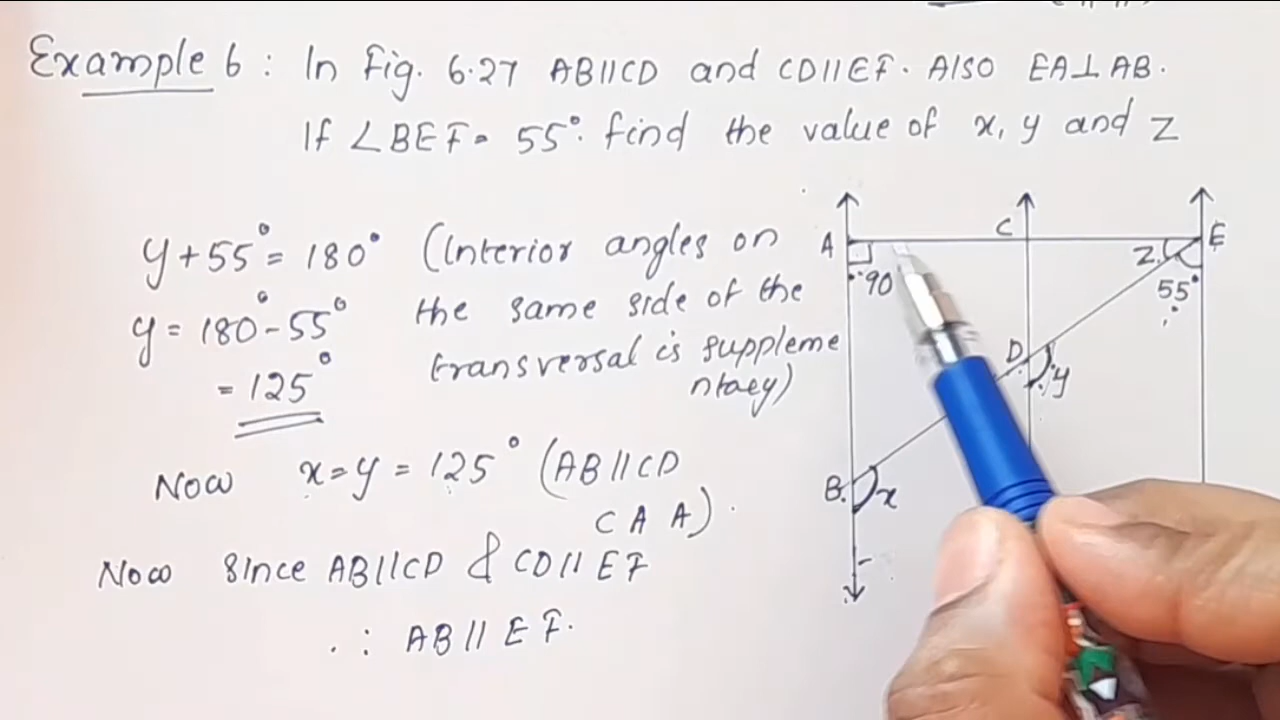 Example 6 : In Fig. 6.27 AB||CD and CD||EF. Also EA⊥AB.
If ∠BEF = 55°. find the value of x, y and z
y + 55° = 180° (Interior angles on
y = 180° - 55° the same side of the
= 125° transversal is suppleme
ntary)
Now x = y = 125° (AB||CD
CAA).
Now Since AB||CD & CD||EF
∴ AB||EF.
A C E
90 z 55°
D y
B x